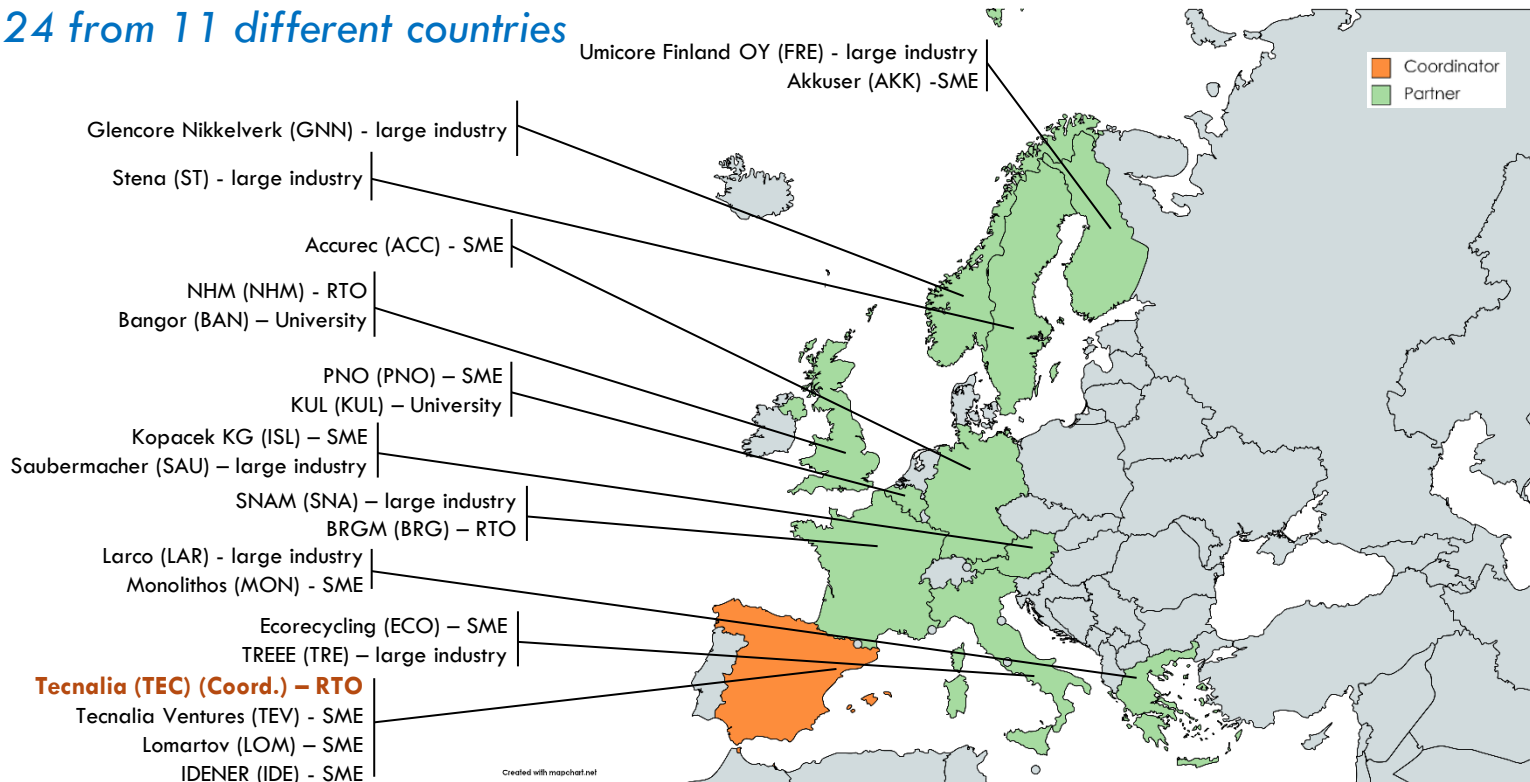 24 from 11 different countries
Umicore Finland OY (FRE) - large industry
Akkuser (AKK) -SME
Coordinator
Partner
Glencore Nikkelverk (GNN) - large industry
Stena (ST) - large industry
Accurec (ACC) - SME
NHM (NHM) - RTO
Bangor (BAN) – University
PNO (PNO) – SME
KUL (KUL) – University
Kopacek KG (ISL) – SME
Saubermacher (SAU) – large industry
SNAM (SNA) – large industry
BRGM (BRG) – RTO
Larco (LAR) - large industry
Monolithos (MON) - SME
Ecorecycling (ECO) – SME
TREEE (TRE) – large industry
Tecnalia (TEC) (Coord.) – RTO
Tecnalia Ventures (TEV) - SME
Lomartov (LOM) – SME
IDENER (IDE) - SME
Created with mapchart.net